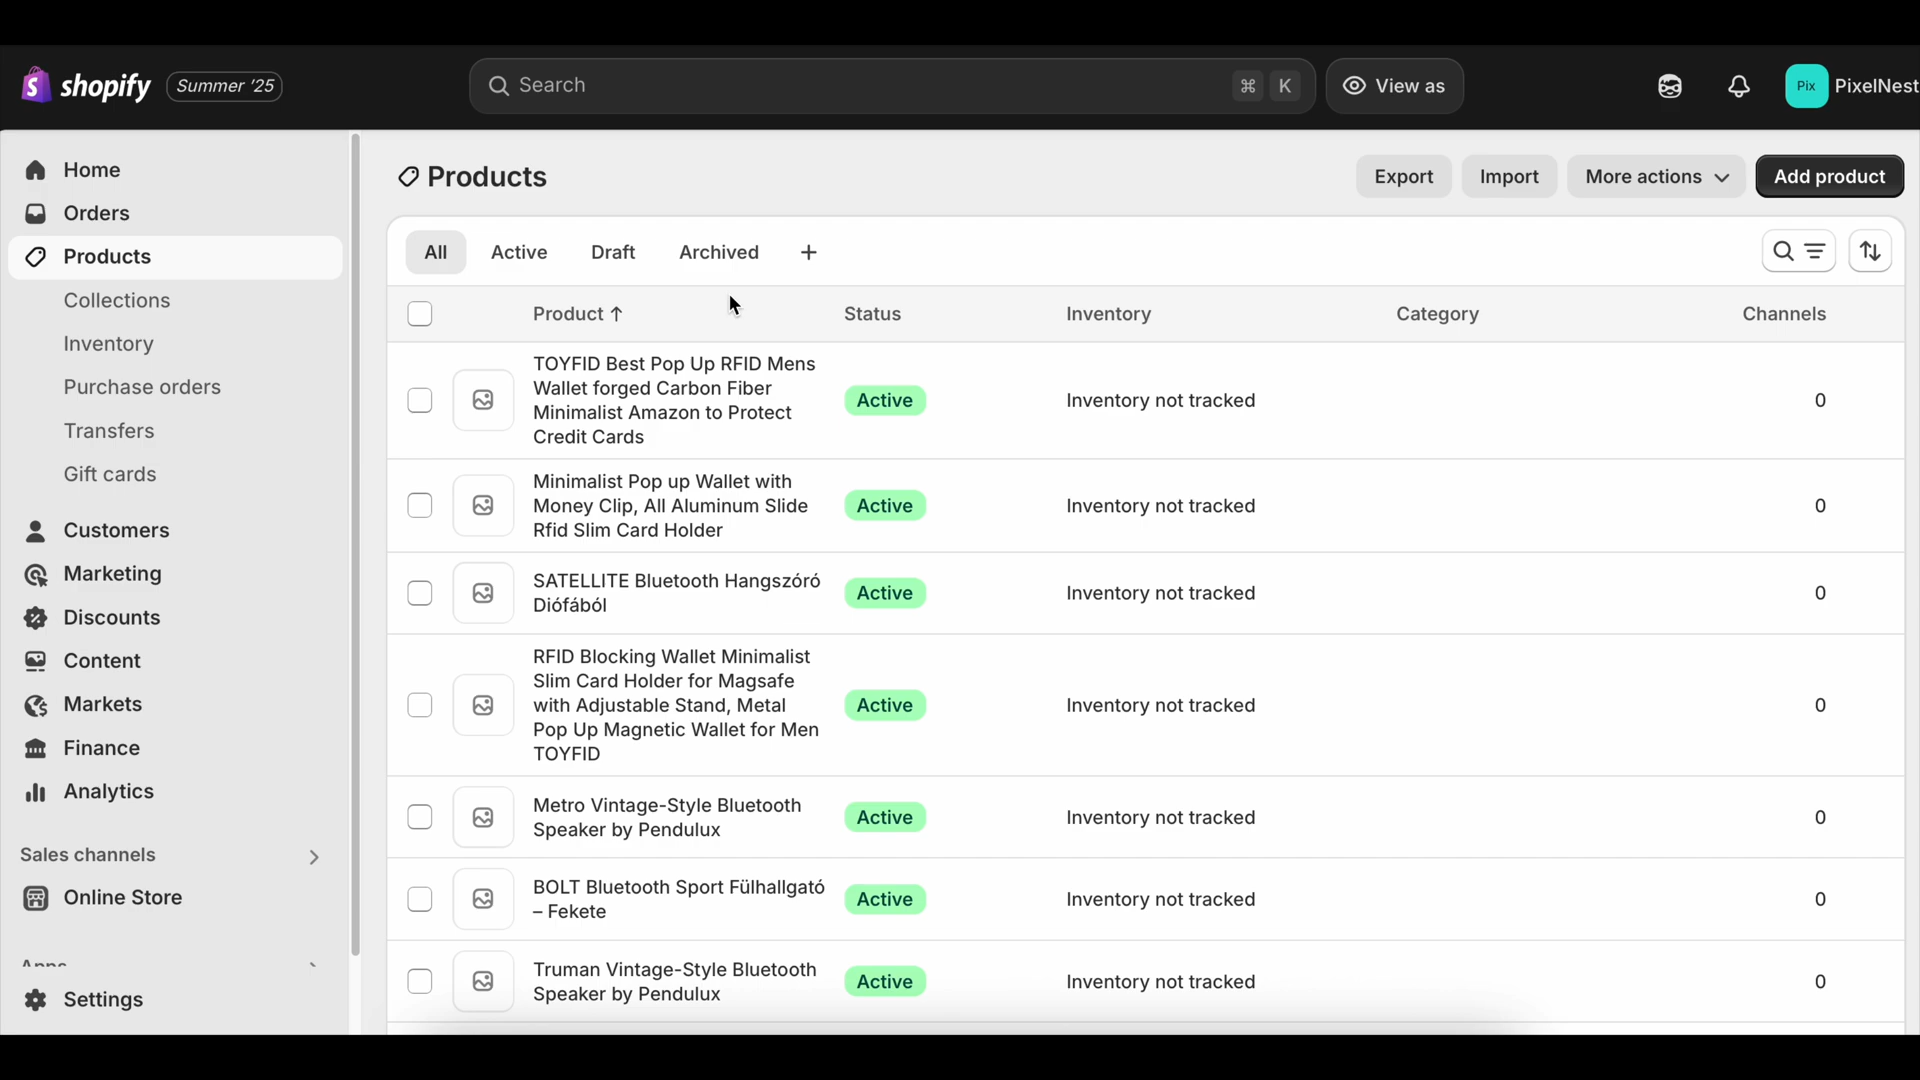 shopify Summer '25
Search ⌘ K
View as
Pix PixelNest
Home
Orders
Products
Collections
Inventory
Purchase orders
Transfers
Gift cards
Customers
Marketing
Discounts
Content
Markets
Finance
Analytics
Sales channels
Online Store
Apps
Settings
Products
Export Import More actions Add product
All Active Draft Archived +
Product ↑ Status Inventory Category Channels
TOYFID Best Pop Up RFID Mens
Wallet forged Carbon Fiber
Minimalist Amazon to Protect
Credit Cards
Active Inventory not tracked 0
Minimalist Pop up Wallet with
Money Clip, All Aluminum Slide
Rfid Slim Card Holder
Active Inventory not tracked 0
SATELLITE Bluetooth Hangszóró
Diófából
Active Inventory not tracked 0
RFID Blocking Wallet Minimalist
Slim Card Holder for Magsafe
with Adjustable Stand, Metal
Pop Up Magnetic Wallet for Men
TOYFID
Active Inventory not tracked 0
Metro Vintage-Style Bluetooth
Speaker by Pendulux
Active Inventory not tracked 0
BOLT Bluetooth Sport Fülhallgató
– Fekete
Active Inventory not tracked 0
Truman Vintage-Style Bluetooth
Speaker by Pendulux
Active Inventory not tracked 0